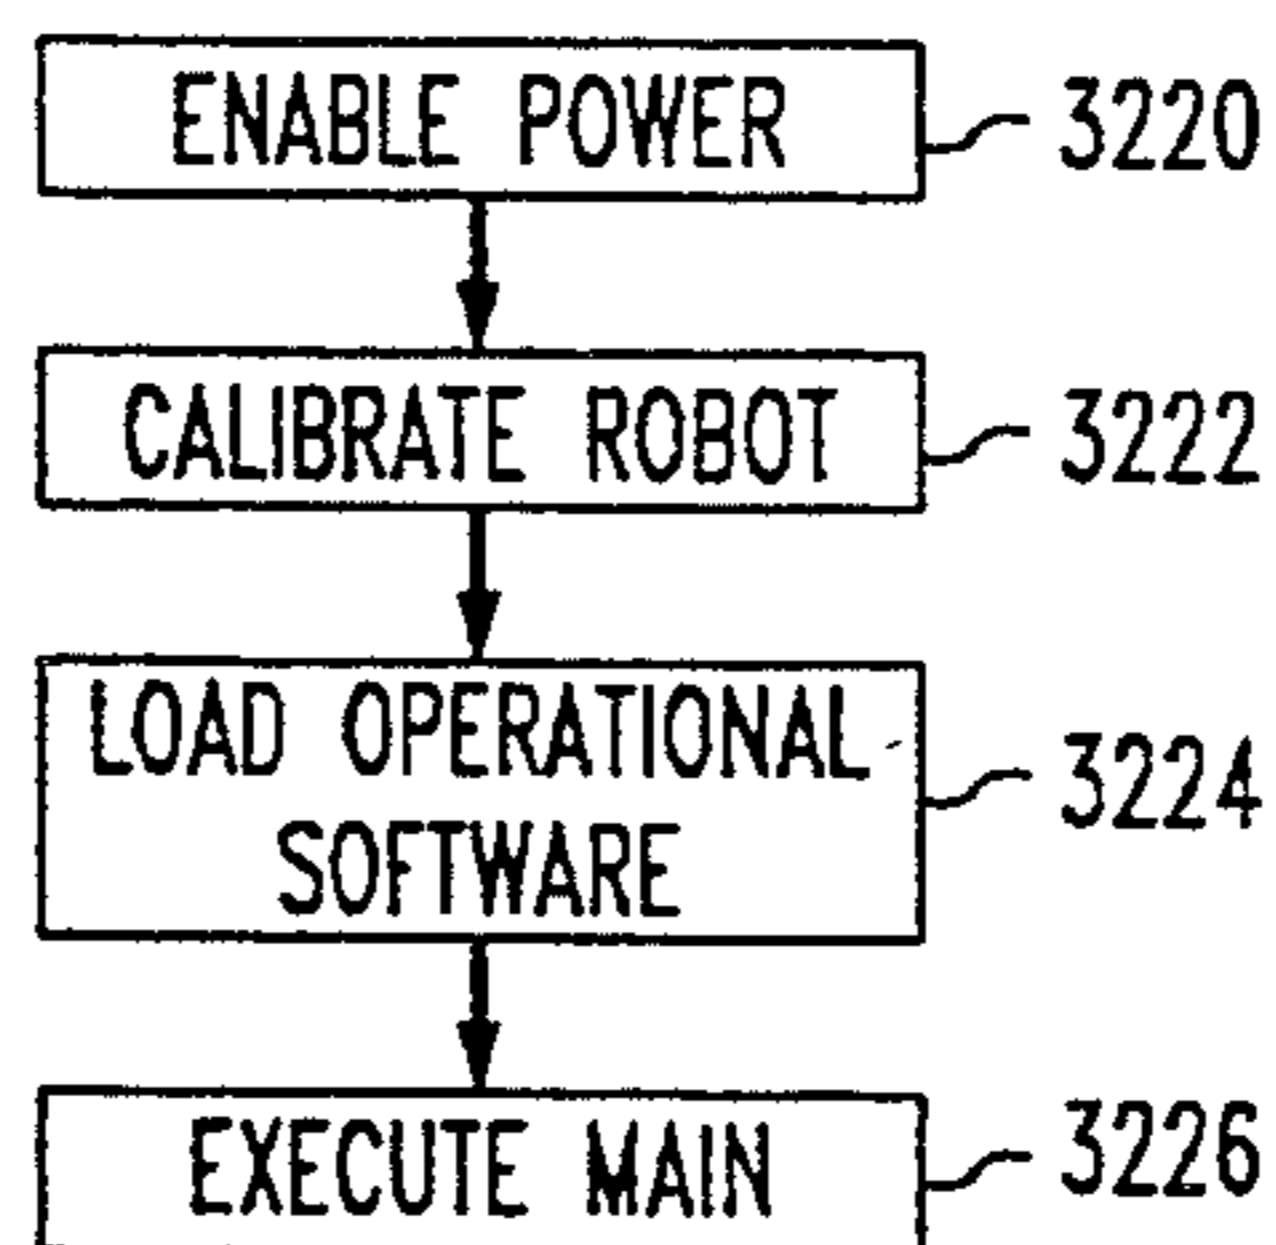 ENABLE POWER
3220
CALIBRATE ROBOT
3222
LOAD OPERATIONAL
SOFTWARE
3224
EXECUTE MAIN
3226